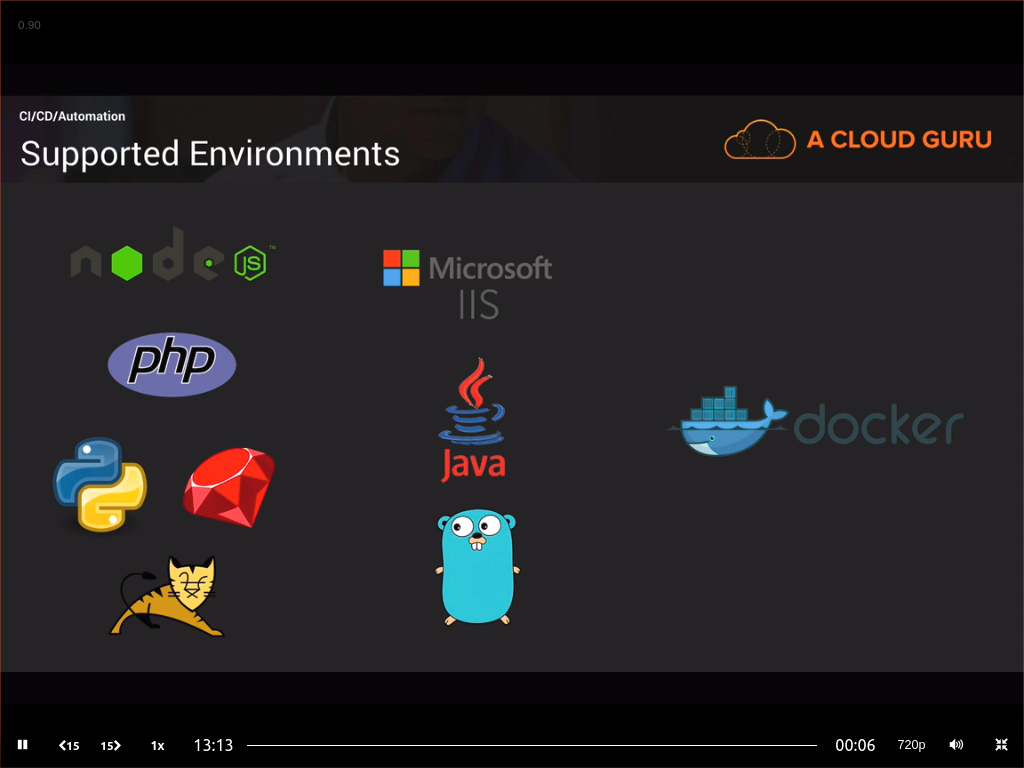 0.90
CI/CD/Automation
Supported Environments
A CLOUD GURU
node JS™
Microsoft
IIS
php
Java
docker
15
15
1x
13:13
00:06
720p